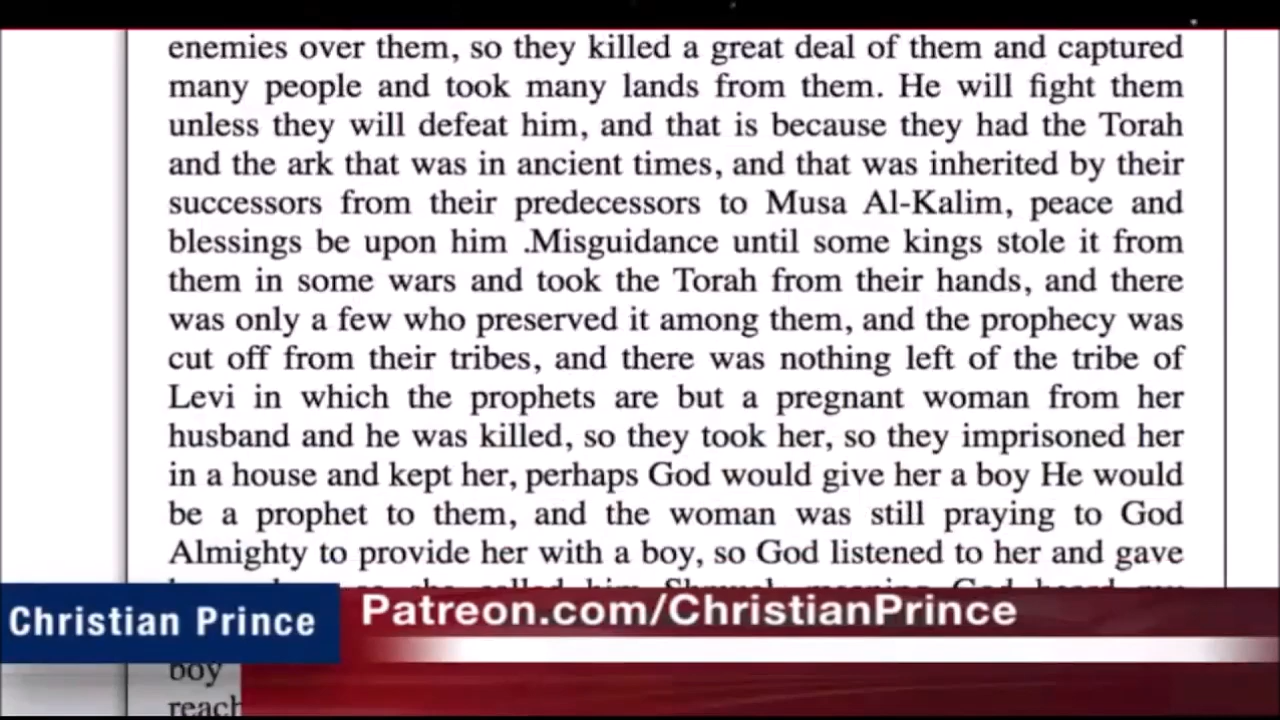 enemies over them, so they killed a great deal of them and captured
many people and took many lands from them. He will fight them
unless they will defeat him, and that is because they had the Torah
and the ark that was in ancient times, and that was inherited by their
successors from their predecessors to Musa Al-Kalim, peace and
blessings be upon him .Misguidance until some kings stole it from
them in some wars and took the Torah from their hands, and there
was only a few who preserved it among them, and the prophecy was
cut off from their tribes, and there was nothing left of the tribe of
Levi in which the prophets are but a pregnant woman from her
husband and he was killed, so they took her, so they imprisoned her
in a house and kept her, perhaps God would give her a boy He would
be a prophet to them, and the woman was still praying to God
Almighty to provide her with a boy, so God listened to her and gave
Christian Prince
Patreon.com/ChristianPrince
boy